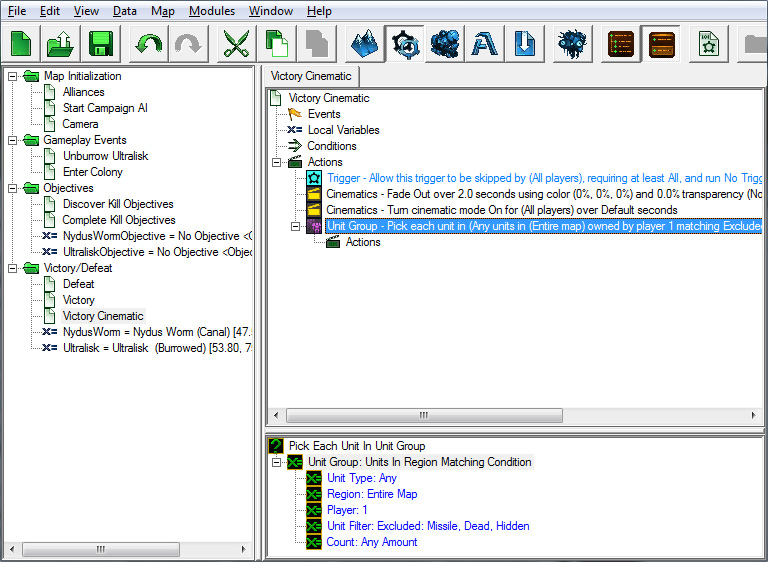 File Edit View Data Map Modules Window Help
Map Initialization
Alliances
Start Campaign AI
Camera
Gameplay Events
Unburrow Ultralisk
Enter Colony
Objectives
Discover Kill Objectives
Complete Kill Objectives
NydusWormObjective = No Objective <O
UltraliskObjective = No Objective <Objec
Victory/Defeat
Defeat
Victory
Victory Cinematic
NydusWorm = Nydus Worm (Canal) [47.
Ultralisk = Ultralisk (Burrowed) [53.80, 7
Victory Cinematic
Victory Cinematic
Events
Local Variables
Conditions
Actions
Trigger - Allow this trigger to be skipped by (All players), requiring at least All, and run No Trigg
Cinematics - Fade Out over 2.0 seconds using color (0%, 0%, 0%) and 0.0% transparency (No
Cinematics - Turn cinematic mode On for (All players) over Default seconds
Unit Group - Pick each unit in (Any units in (Entire map) owned by player 1 matching Excluded
Actions
Pick Each Unit In Unit Group
Unit Group: Units In Region Matching Condition
Unit Type: Any
Region: Entire Map
Player: 1
Unit Filter: Excluded: Missile, Dead, Hidden
Count: Any Amount